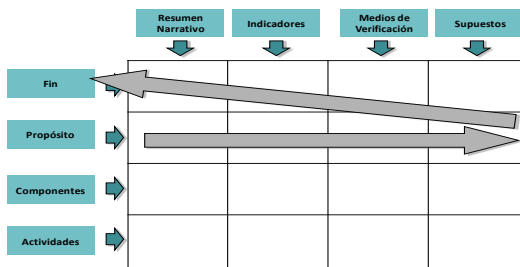 Resumen
Narrativo
Indicadores
Medios de
Verificación
Supuestos
Fin
Propósito
Componentes
Actividades